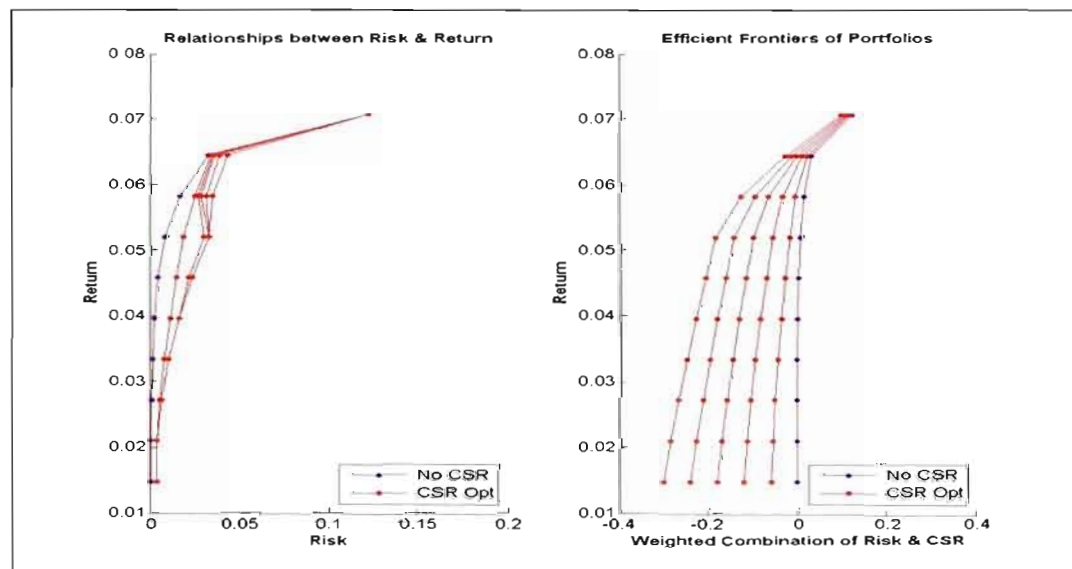 Relationships between Risk & Return
0.08
0.07
0.06
0.05
0.04
0.03
0.02
0.01
Return
0
0.05
0.1
0.15
0.2
Risk
No CSR
CSR Opt
Efficient Frontiers of Portfolios
0.08
0.07
0.06
0.05
0.04
0.03
0.02
0.01
Return
-0.4
-0.2
0
0.2
0.4
Weighted Combination of Risk & CSR
No CSR
CSR Opt